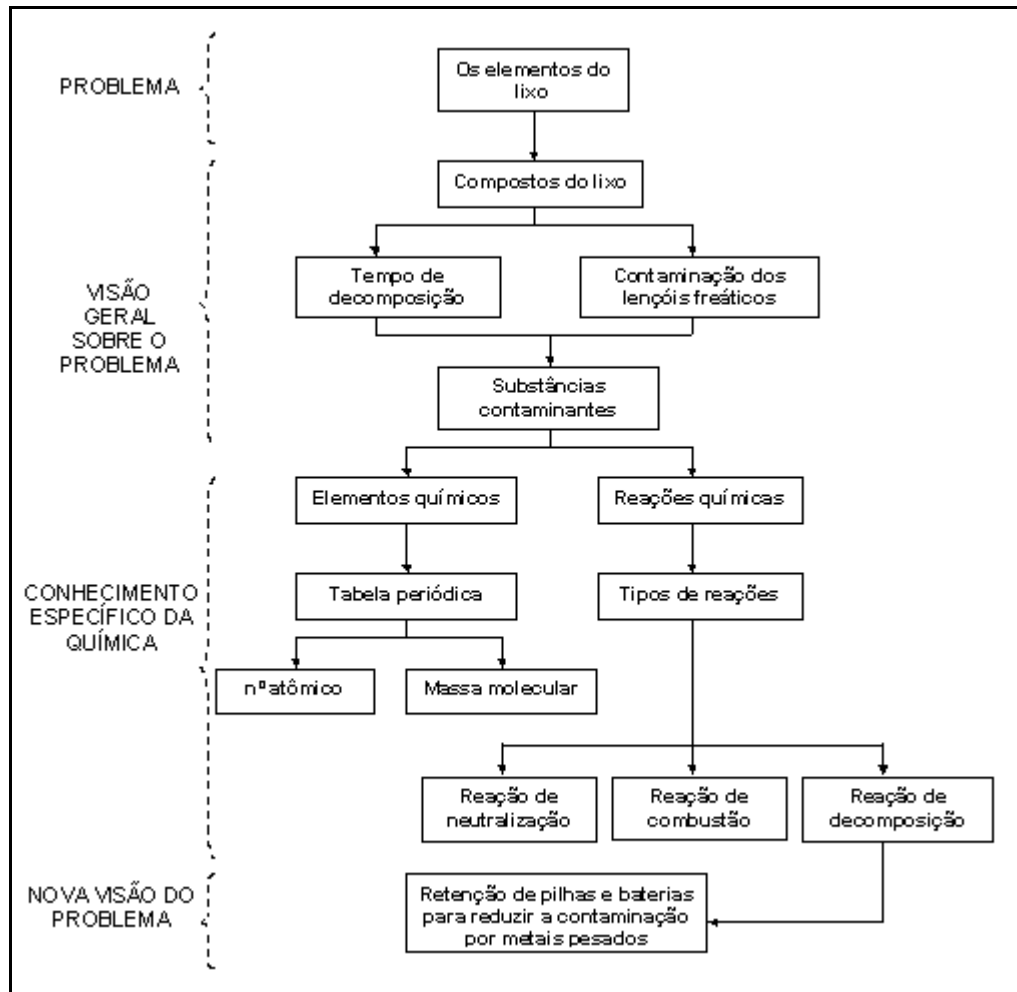 PROBLEMA
Os elementos do
lixo
VISÃO
GERAL
SOBRE O
PROBLEMA
Compostos do lixo
Tempo de
decomposição
Contaminação dos
lençóis freáticos
Substâncias
contaminantes
CONHECIMENTO
ESPECÍFICO DA
QUÍMICA
Elementos químicos
Reações químicas
Tabela periódica
Tipos de reações
nº atômico
Massa molecular
Reação de
neutralização
Reação de
combustão
Reação de
decomposição
NOVA VISÃO DO
PROBLEMA
Retenção de pilhas e baterias
para reduzir a contaminação
por metais pesados